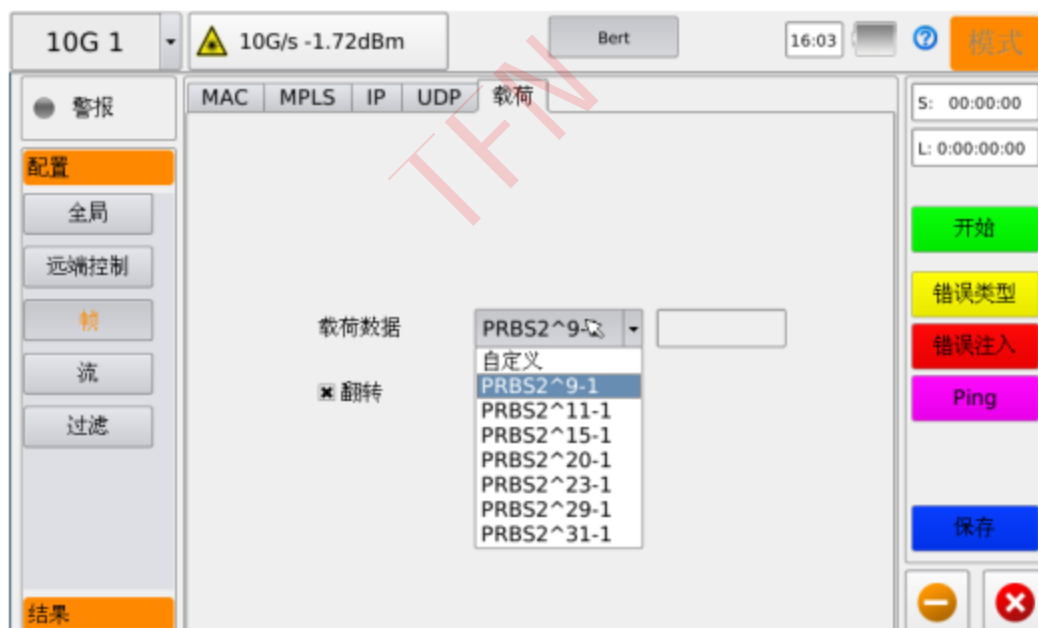 10G 1
10G/s -1.72dBm
Bert
16:03
模式
警报
MAC
MPLS
IP
UDP
载荷
TFN
S: 00:00:00
L: 0:00:00:00
配置
全局
远端控制
帧
流
过滤
载荷数据
PRBS2^9-
自定义
PRBS2^9-1
PRBS2^11-1
PRBS2^15-1
PRBS2^20-1
PRBS2^23-1
PRBS2^29-1
PRBS2^31-1
翻转
开始
错误类型
错误注入
Ping
保存
结果